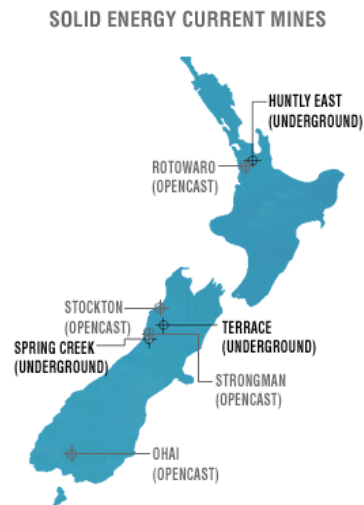 SOLID ENERGY CURRENT MINES
HUNTLY EAST
(UNDERGROUND)
ROTOWARO
(OPENCAST)
STOCKTON
(OPENCAST)
TERRACE
(UNDERGROUND)
SPRING CREEK
(UNDERGROUND)
STRONGMAN
(OPENCAST)
OHAI
(OPENCAST)